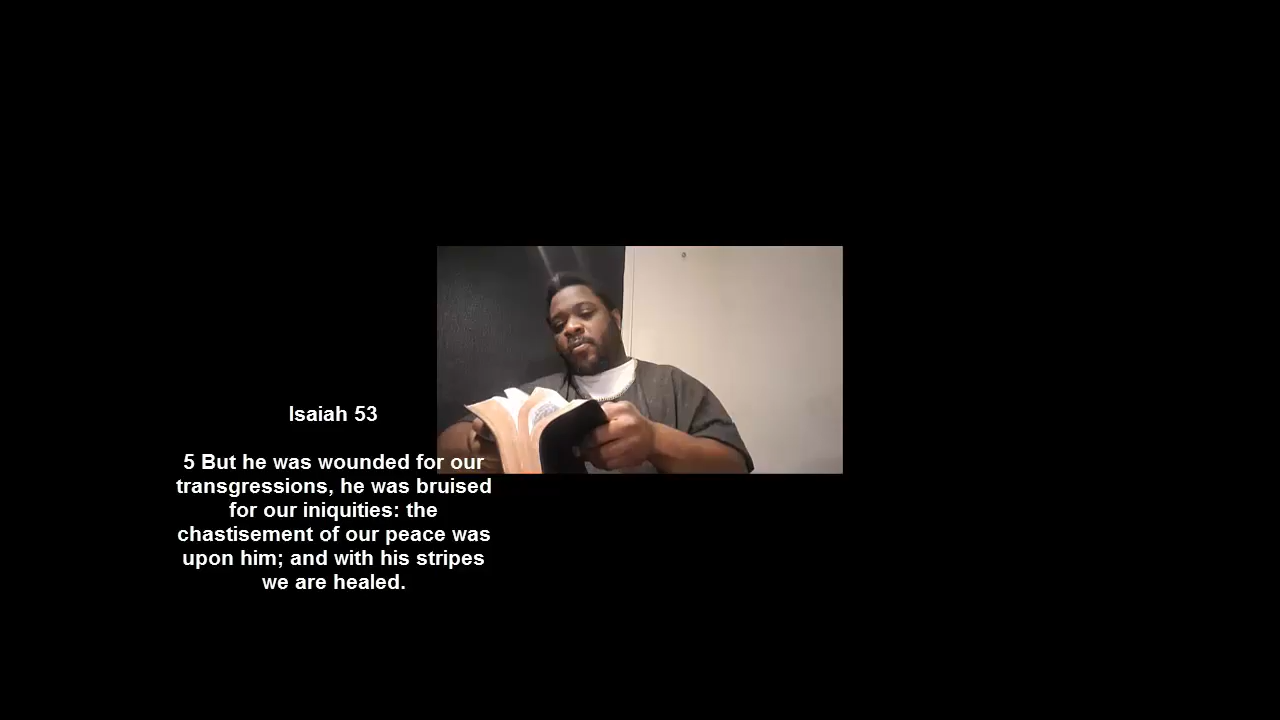 Isaiah 53
5 But he was wounded for our
transgressions, he was bruised
for our iniquities: the
chastisement of our peace was
upon him; and with his stripes
we are healed.